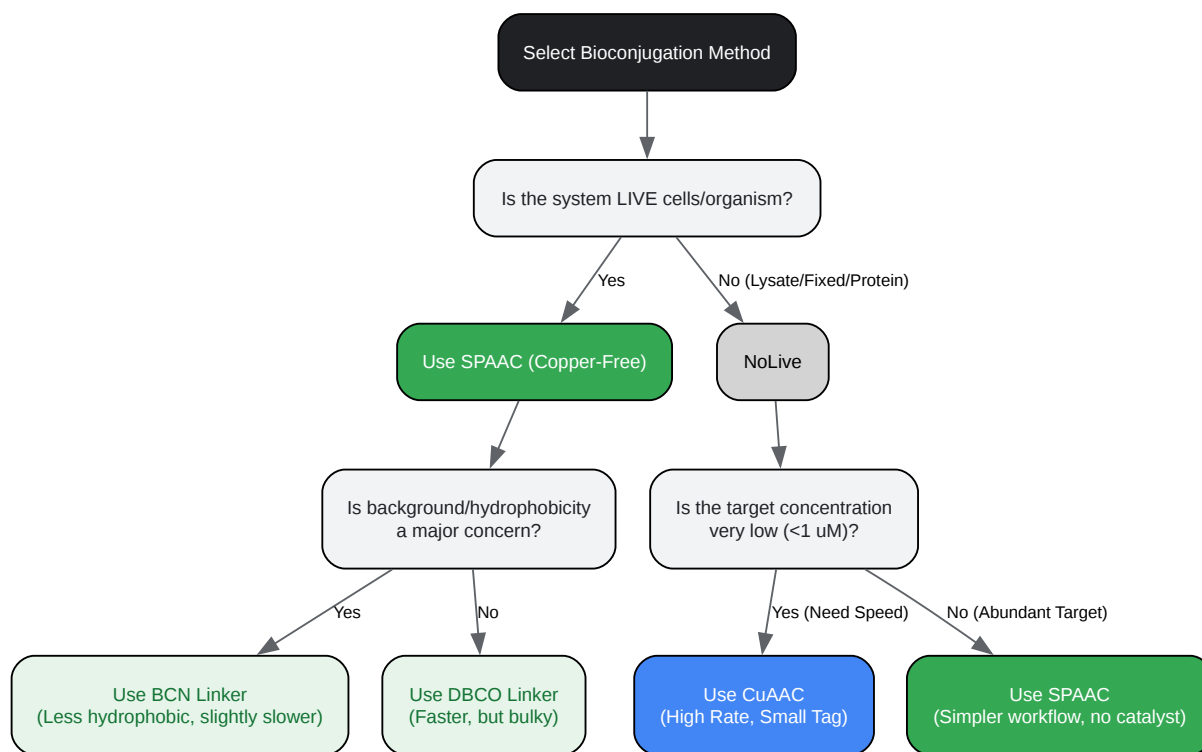 Select Bioconjugation Method
Is the system LIVE cells/organism?
Yes
No (Lysate/Fixed/Protein)
Use SPAAC (Copper-Free)
NoLive
Is background/hydrophobicity
a major concern?
Is the target concentration
very low (<1 uM)?
Yes
No
Yes (Need Speed)
No (Abundant Target)
Use BCN Linker
(Less hydrophobic, slightly slower)
Use DBCO Linker
(Faster, but bulky)
Use CuAAC
(High Rate, Small Tag)
Use SPAAC
(Simpler workflow, no catalyst)